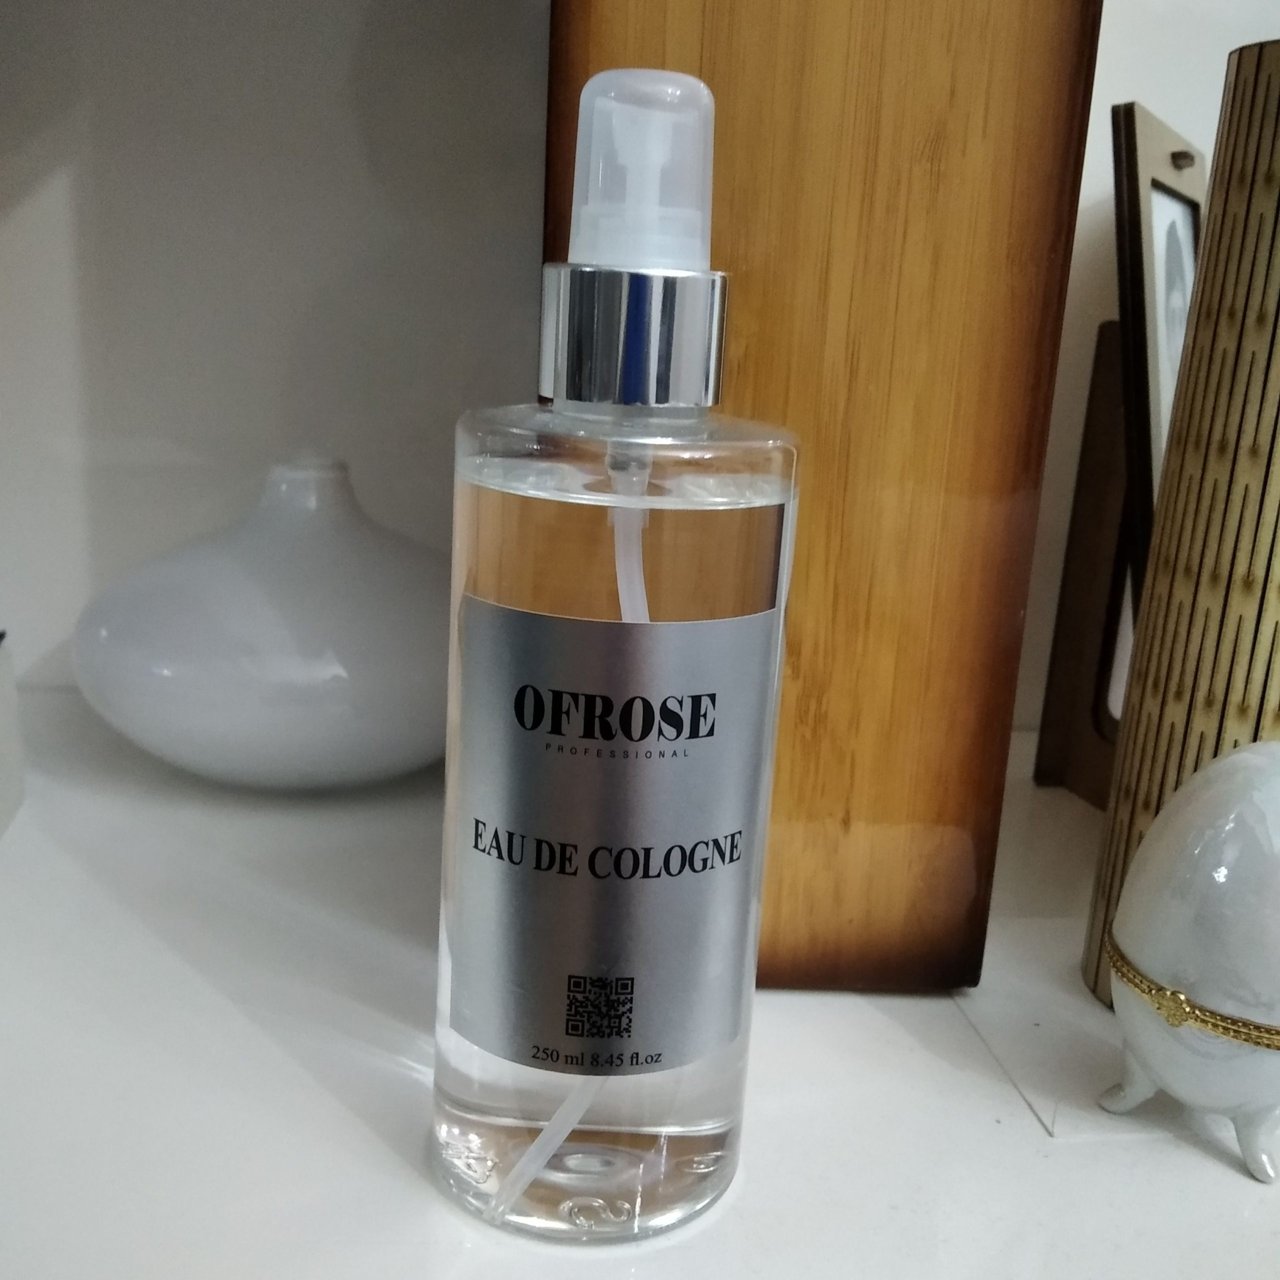 OFROSE
PROFESSIONAL
EAU DE COLOGNE
250 ml 8.45 fl.oz